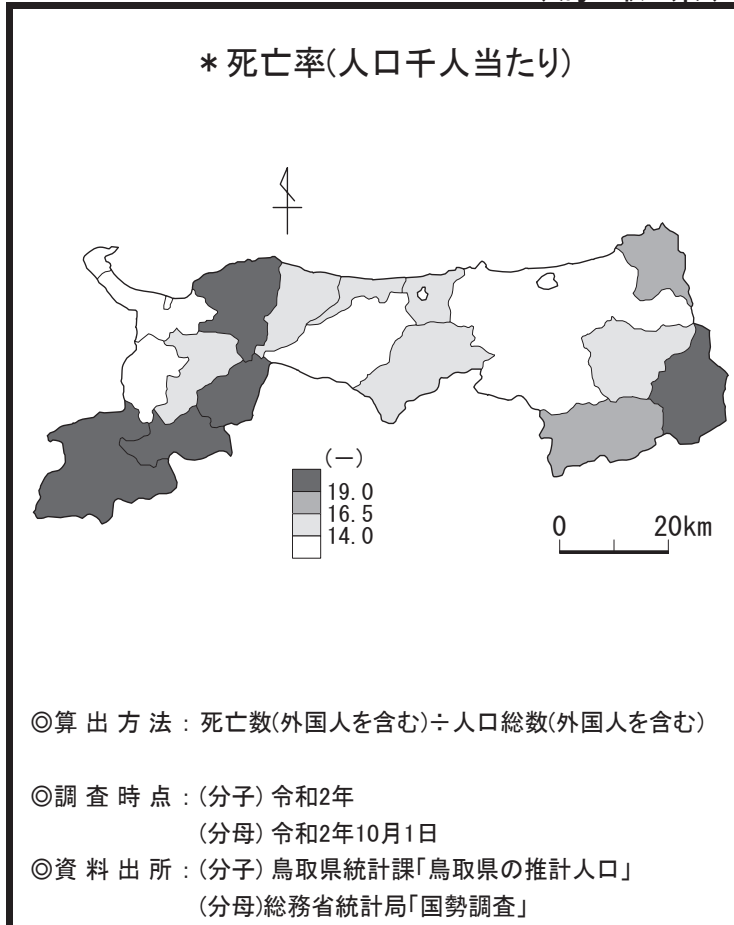 *死亡率(人口千人当たり)
(―)
19.0
16.5
14.0
0 20km
◎算出方法：死亡数(外国人を含む)÷人口総数(外国人を含む)
◎調査時点：(分子) 令和2年
(分母) 令和2年10月1日
◎資料出所：(分子) 鳥取県統計課「鳥取県の推計人口」
(分母)総務省統計局「国勢調査」